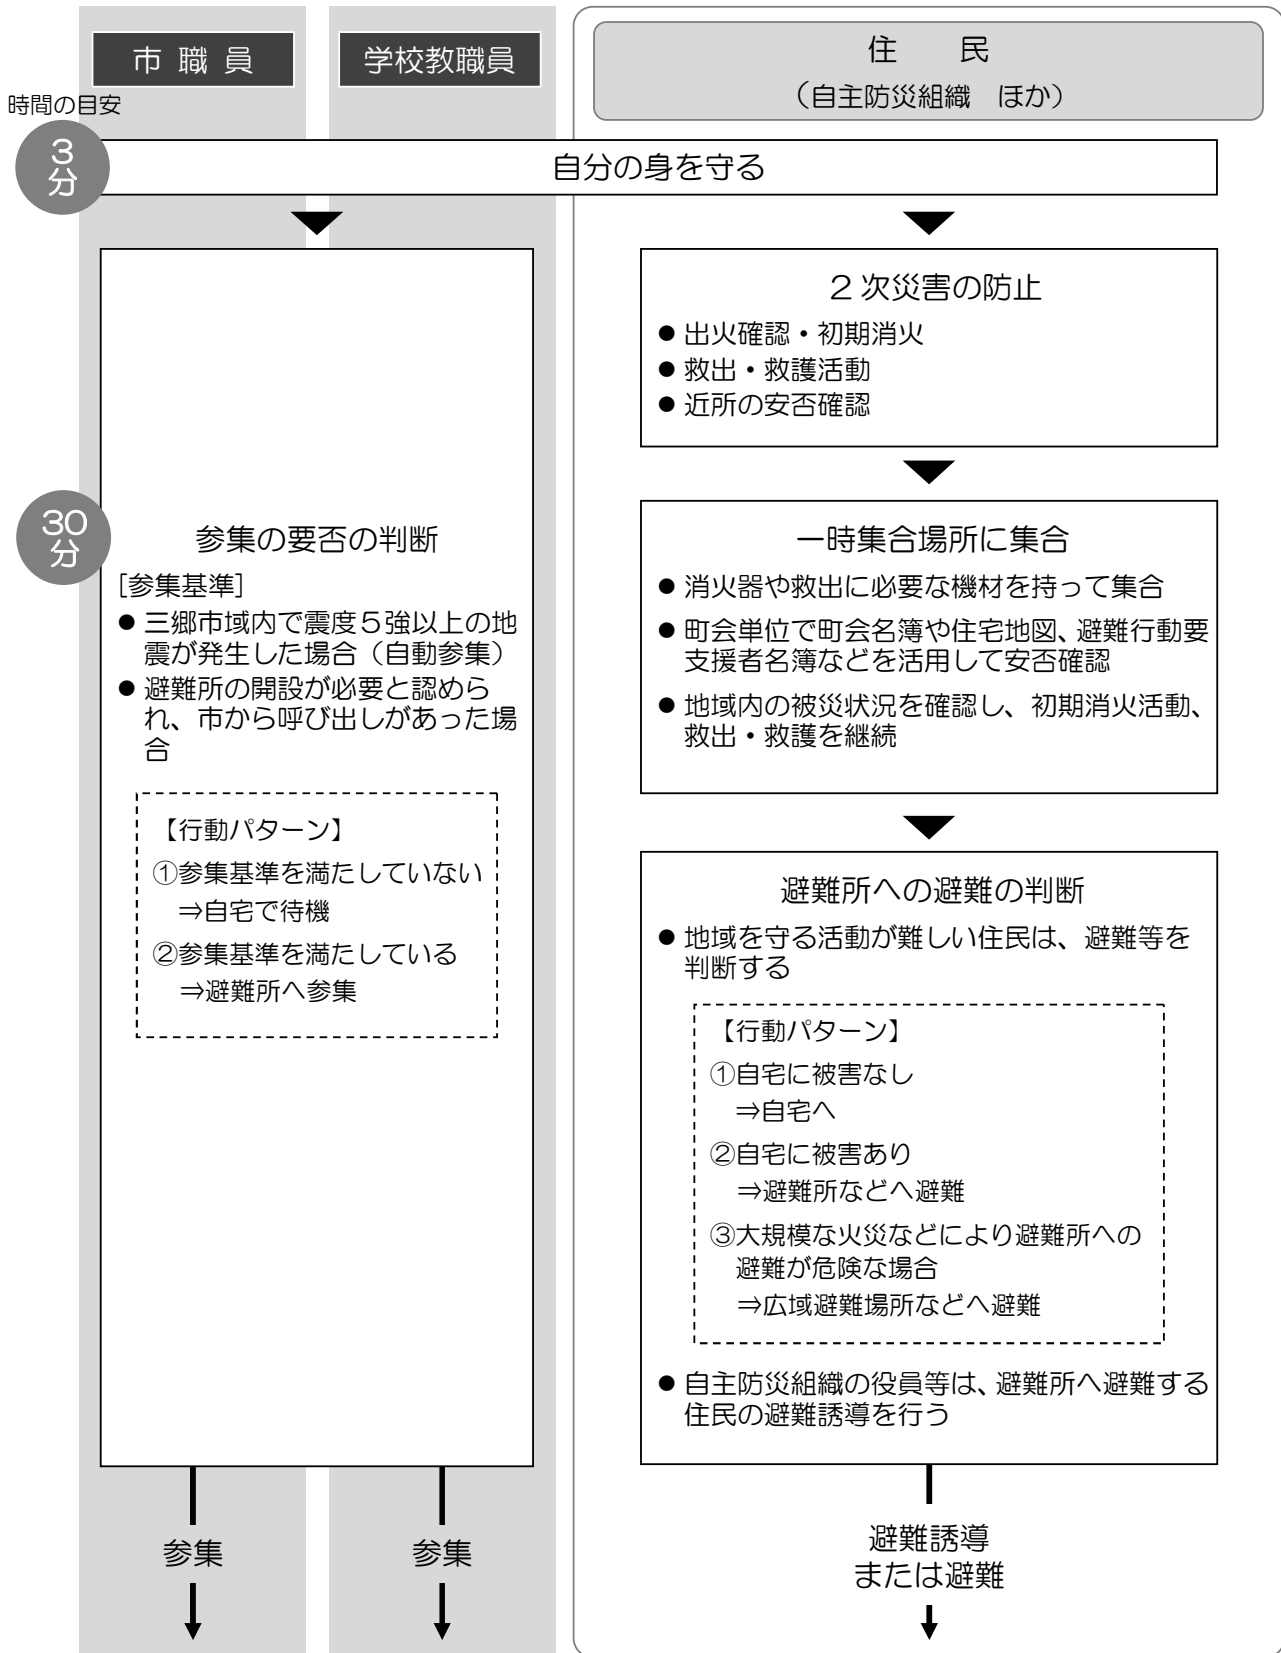 市 職 員
学校教職員
住　　民
（自主防災組織　ほか）
時間の目安
3
分
自分の身を守る
２次災害の防止
● 出火確認・初期消火
● 救出・救護活動
● 近所の安否確認
30
分
参集の要否の判断
[参集基準]
● 三郷市域内で震度５強以上の地
震が発生した場合（自動参集）
● 避難所の開設が必要と認めら
れ、市から呼び出しがあった場
合
【行動パターン】
①参集基準を満たしていない
⇒自宅で待機
②参集基準を満たしている
⇒避難所へ参集
一時集合場所に集合
● 消火器や救出に必要な機材を持って集合
● 町会単位で町会名簿や住宅地図、避難行動要
支援者名簿などを活用して安否確認
● 地域内の被災状況を確認し、初期消火活動、
救出・救護を継続
避難所への避難の判断
● 地域を守る活動が難しい住民は、避難等を
判断する
【行動パターン】
①自宅に被害なし
⇒自宅へ
②自宅に被害あり
⇒避難所などへ避難
③大規模な火災などにより避難所への
避難が危険な場合
⇒広域避難場所などへ避難
● 自主防災組織の役員等は、避難所へ避難する
住民の避難誘導を行う
参集
参集
避難誘導
または避難